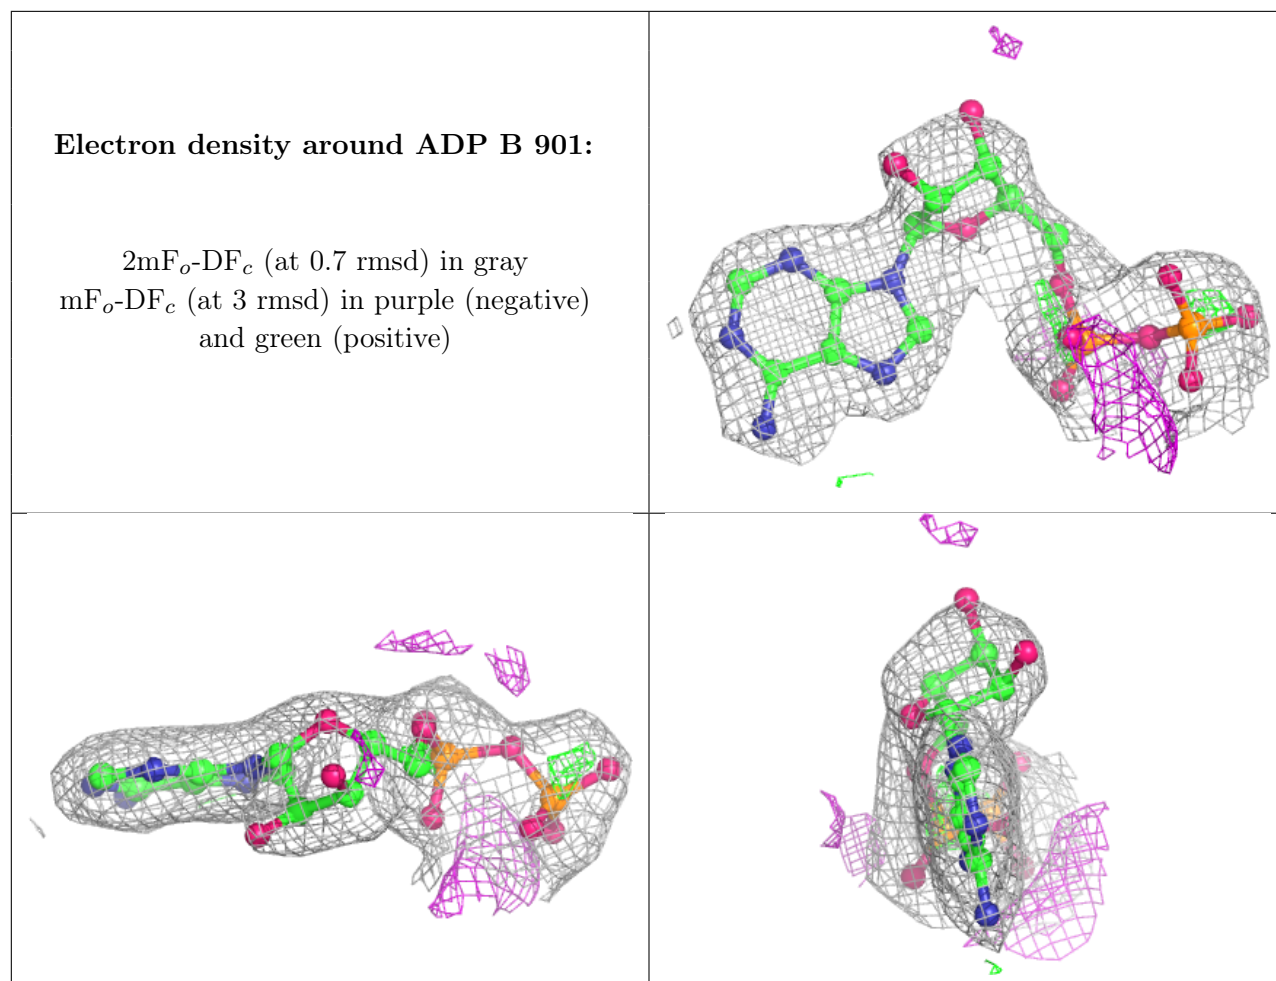 Electron density around ADP B 901:
2mFₒ-DF𝒸 (at 0.7 rmsd) in gray
mFₒ-DF𝒸 (at 3 rmsd) in purple (negative)
and green (positive)